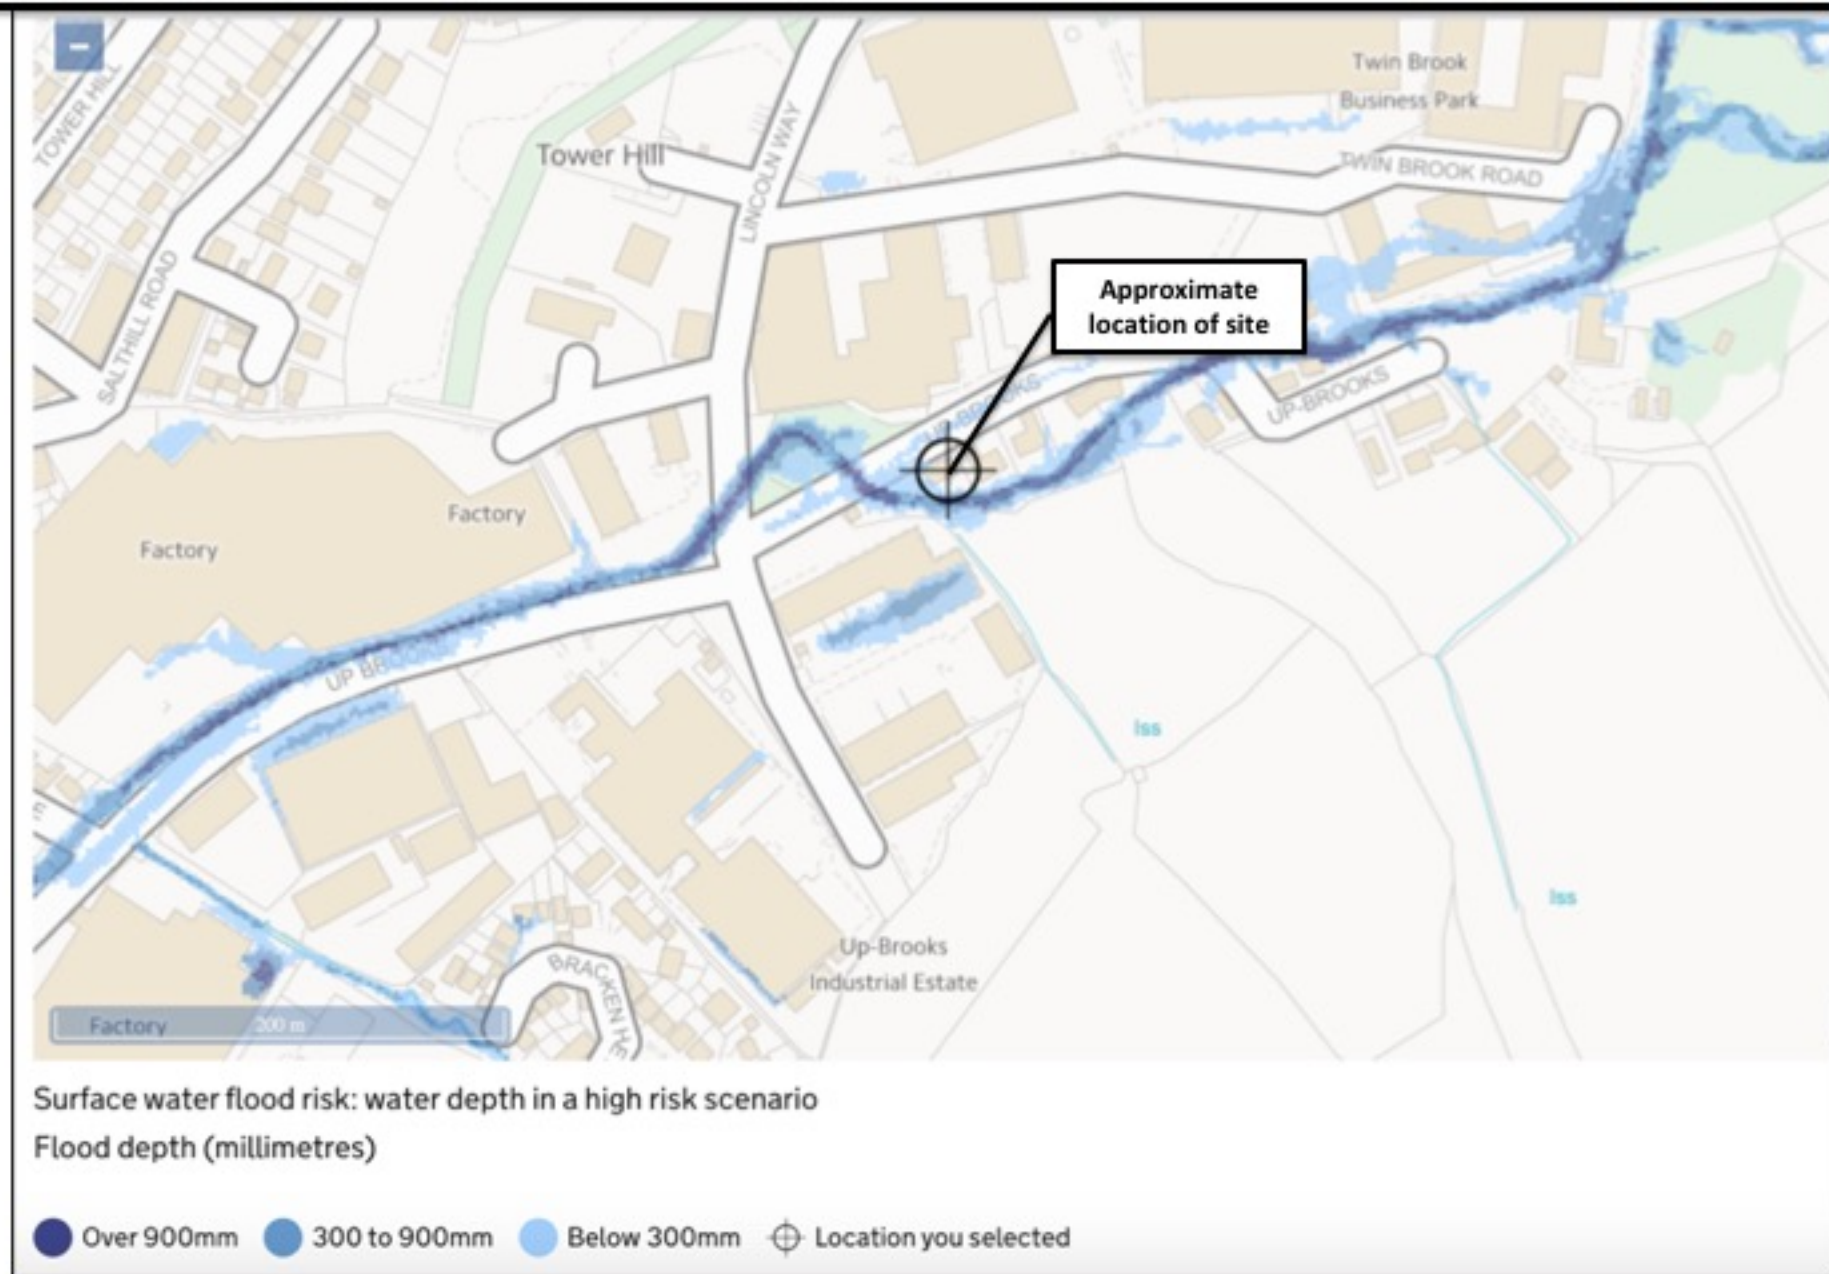 −
TOWER HILL
Tower Hill
LINCOLN WAY
Twin Brook
Business Park
TWIN BROOK ROAD
SALTHILL ROAD
Approximate
location of site
UP-BROOKS
UP-BROOKS
Factory
Factory
UP BROOKS
Iss
Iss
Up-Brooks
Industrial Estate
BRACKEN HE
Factory
200 m
Surface water flood risk: water depth in a high risk scenario
Flood depth (millimetres)
Over 900mm 300 to 900mm Below 300mm Location you selected